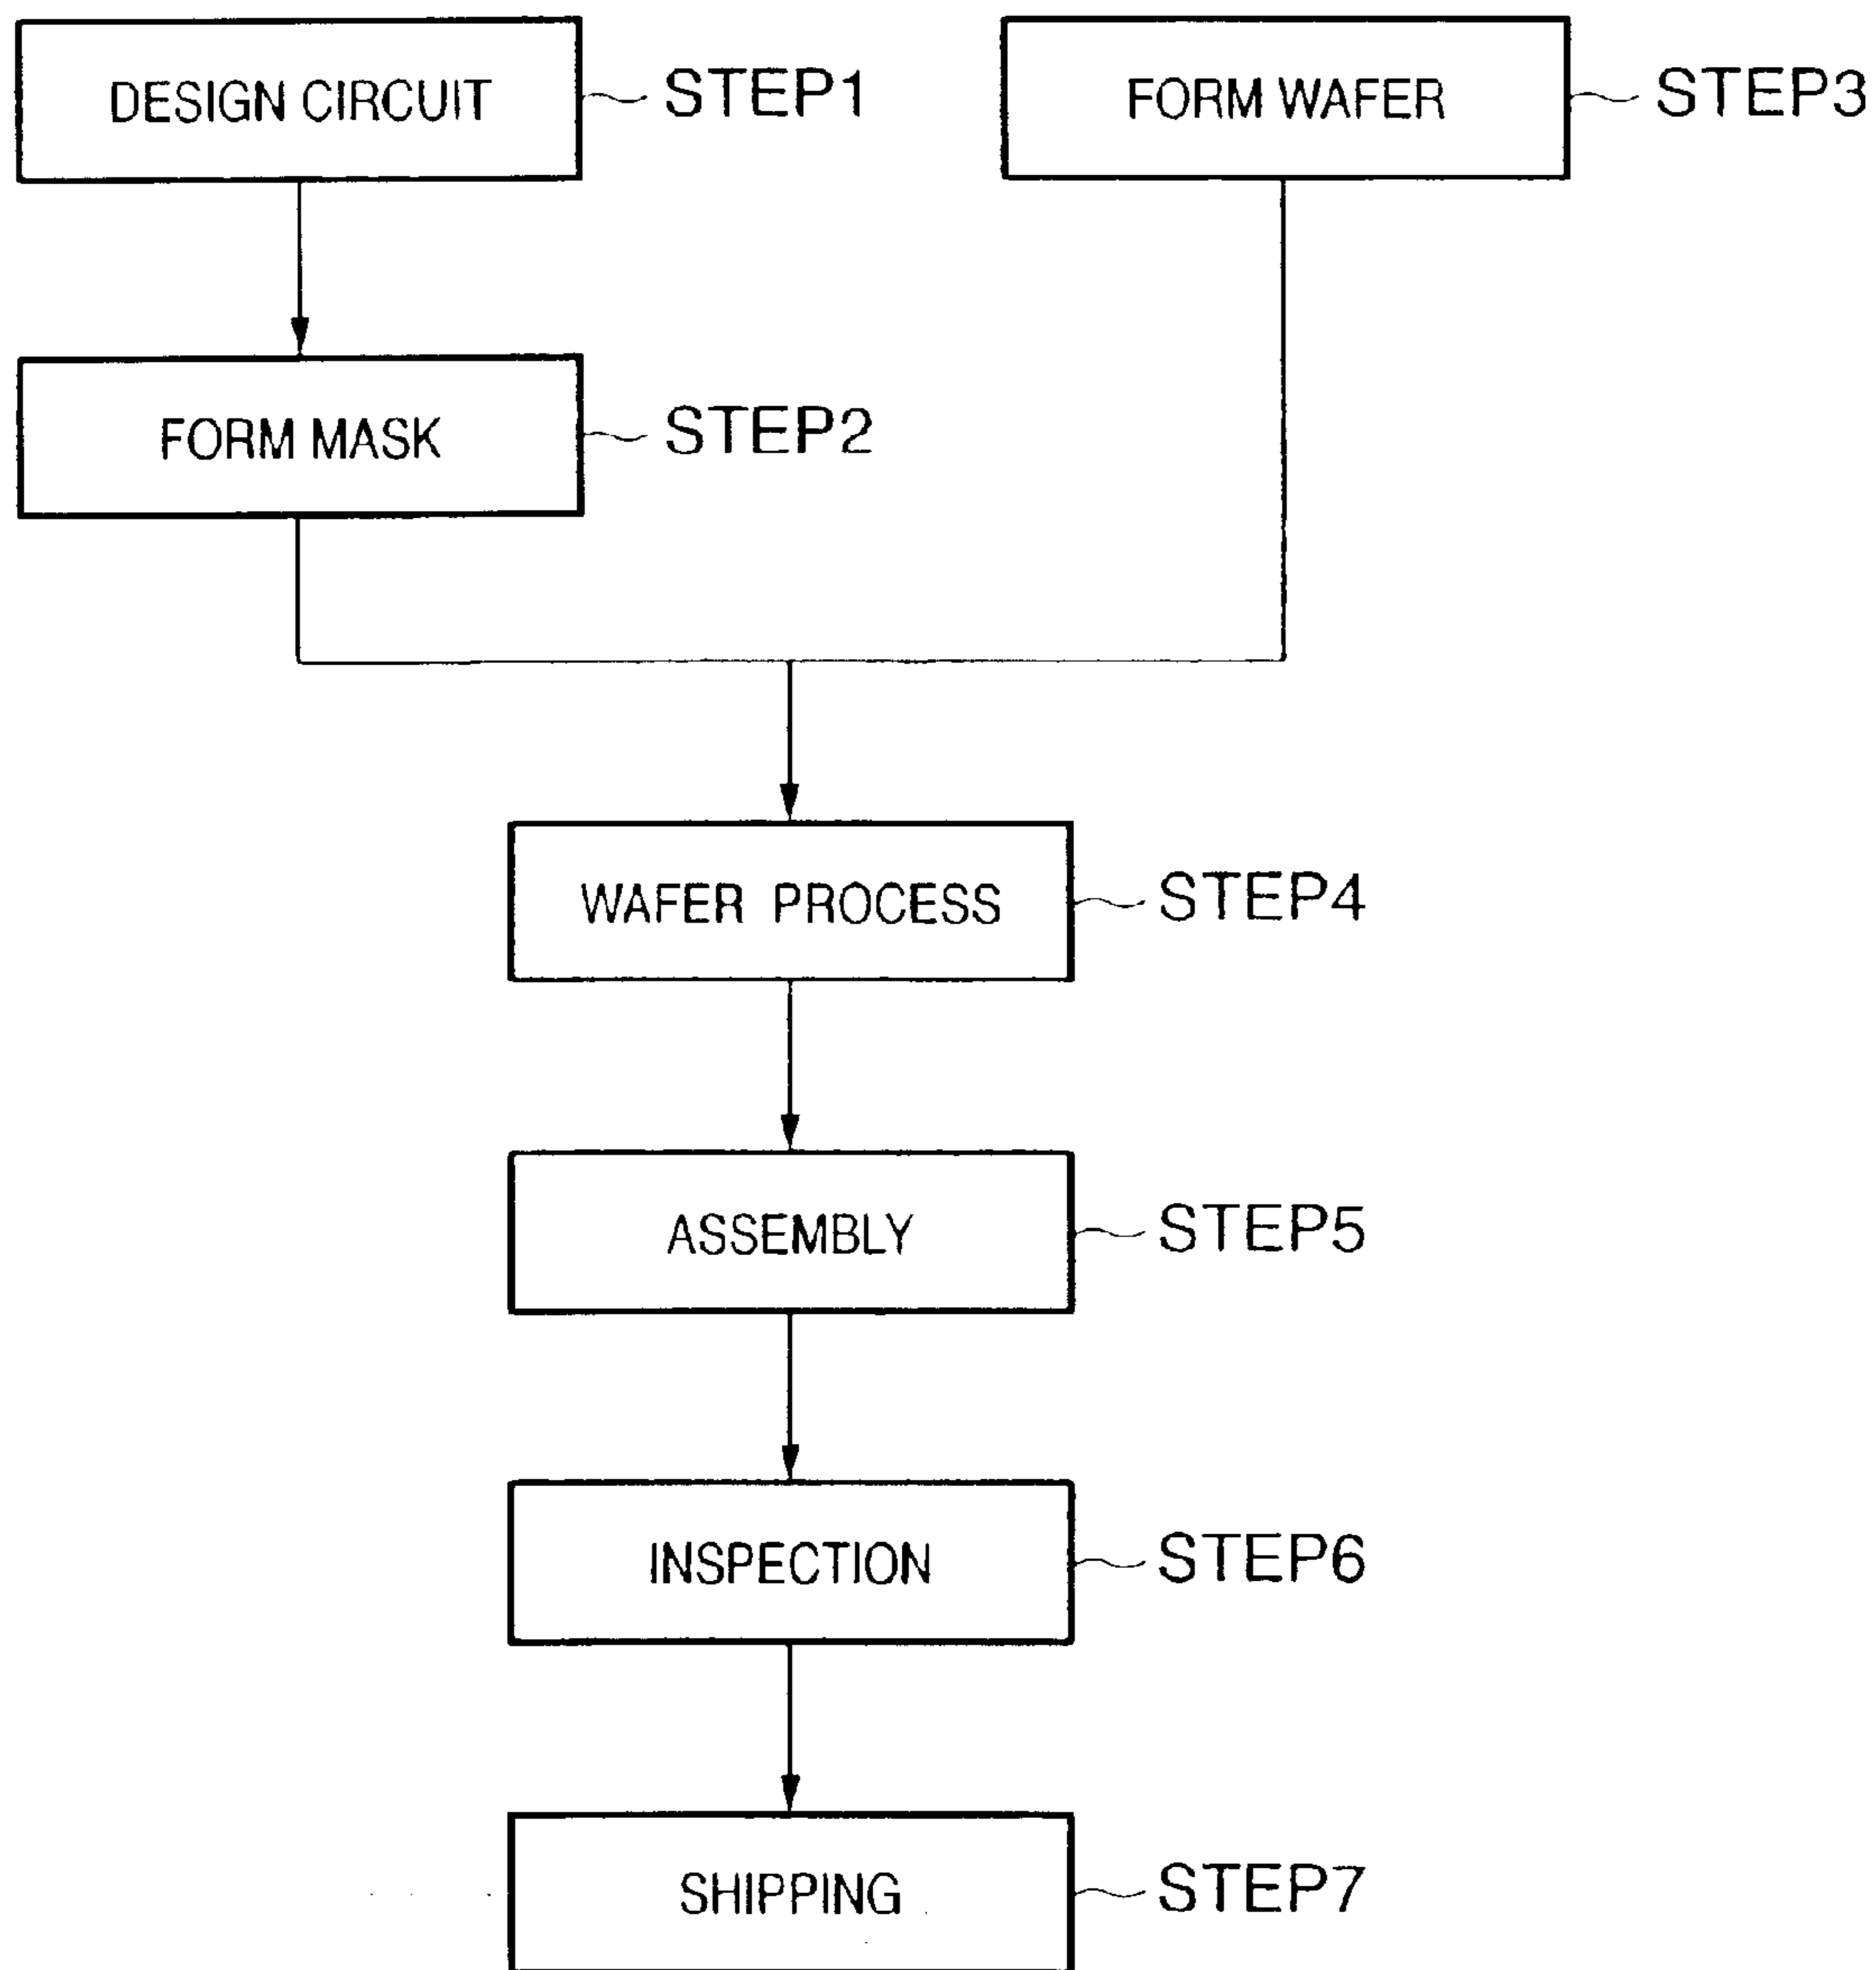 DESIGN CIRCUIT
STEP1
FORM WAFER
STEP3
FORM MASK
STEP2
WAFER PROCESS
STEP4
ASSEMBLY
STEP5
INSPECTION
STEP6
SHIPPING
STEP7